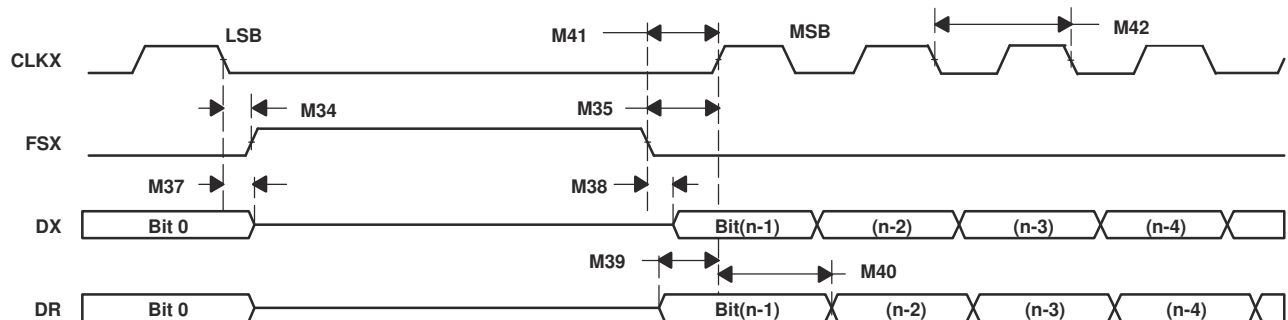 LSB M41 MSB M42
CLKX
M34 M35
FSX
M37 M38
DX Bit 0 Bit(n-1) (n-2) (n-3) (n-4)
M39 M40
DR Bit 0 Bit(n-1) (n-2) (n-3) (n-4)